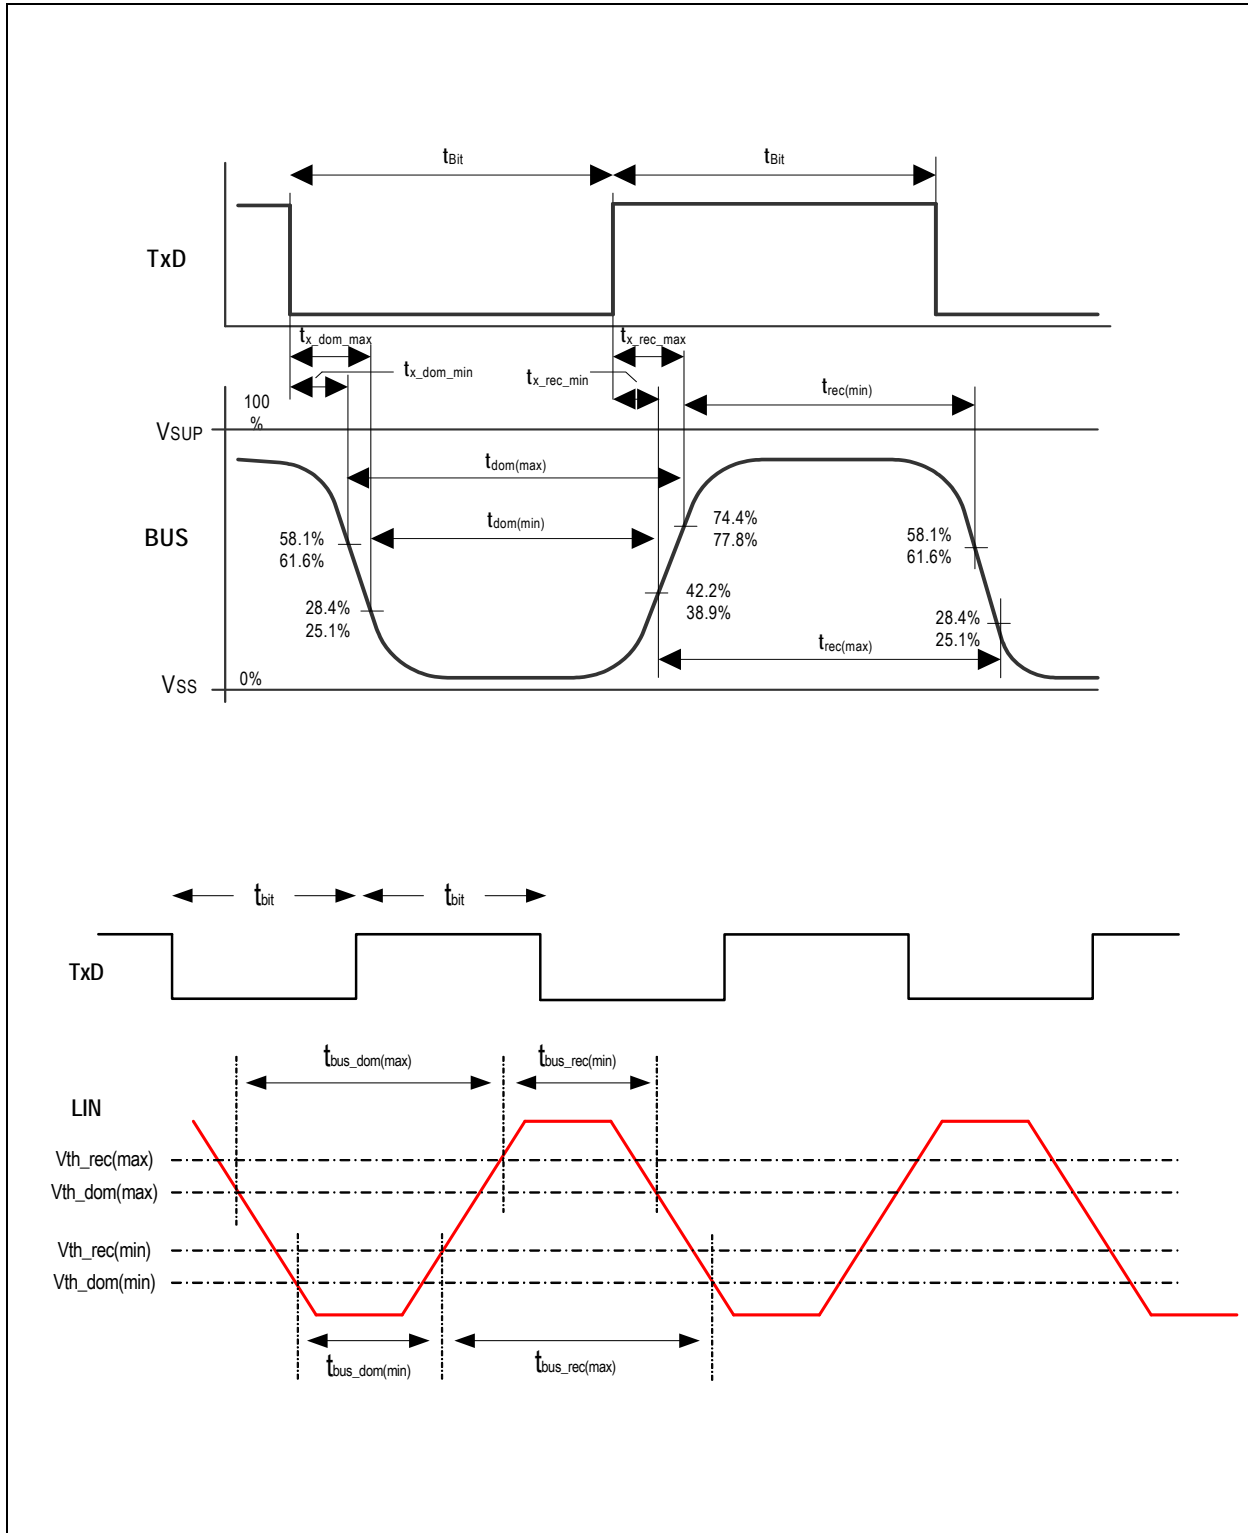 tBit tBit
TxD
tx_dom_max tx_rec_max
tx_dom_min tx_rec_min trec(min)
100
%
VSUP
tdom(max)
tdom(min)
BUS
58.1%
61.6%
74.4%
77.8%
58.1%
61.6%
28.4%
25.1%
42.2%
38.9%
28.4%
25.1%
trec(max)
VSS 0%
tbit tbit
TxD
tbus_dom(max) tbus_rec(min)
LIN
Vth_rec(max)
Vth_dom(max)
Vth_rec(min)
Vth_dom(min)
tbus_dom(min) tbus_rec(max)